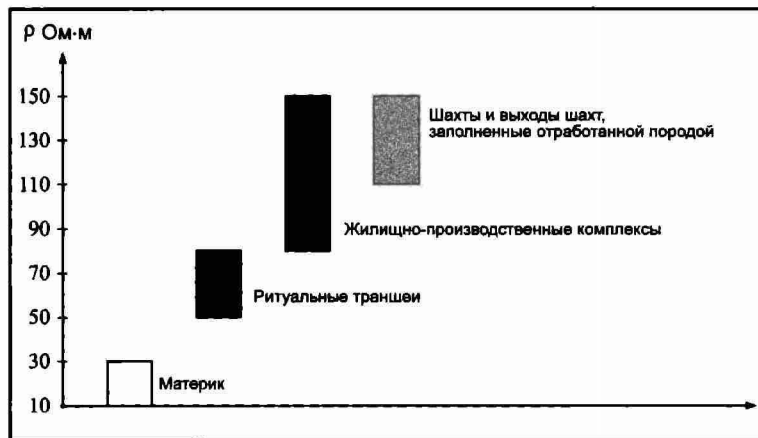 ρ Ом·м
150
130
110
90
70
50
30
10
Шахты и выходы шахт,
заполненные отработанной породой
Жилищно-производственные комплексы
Ритуальные траншеи
Материк